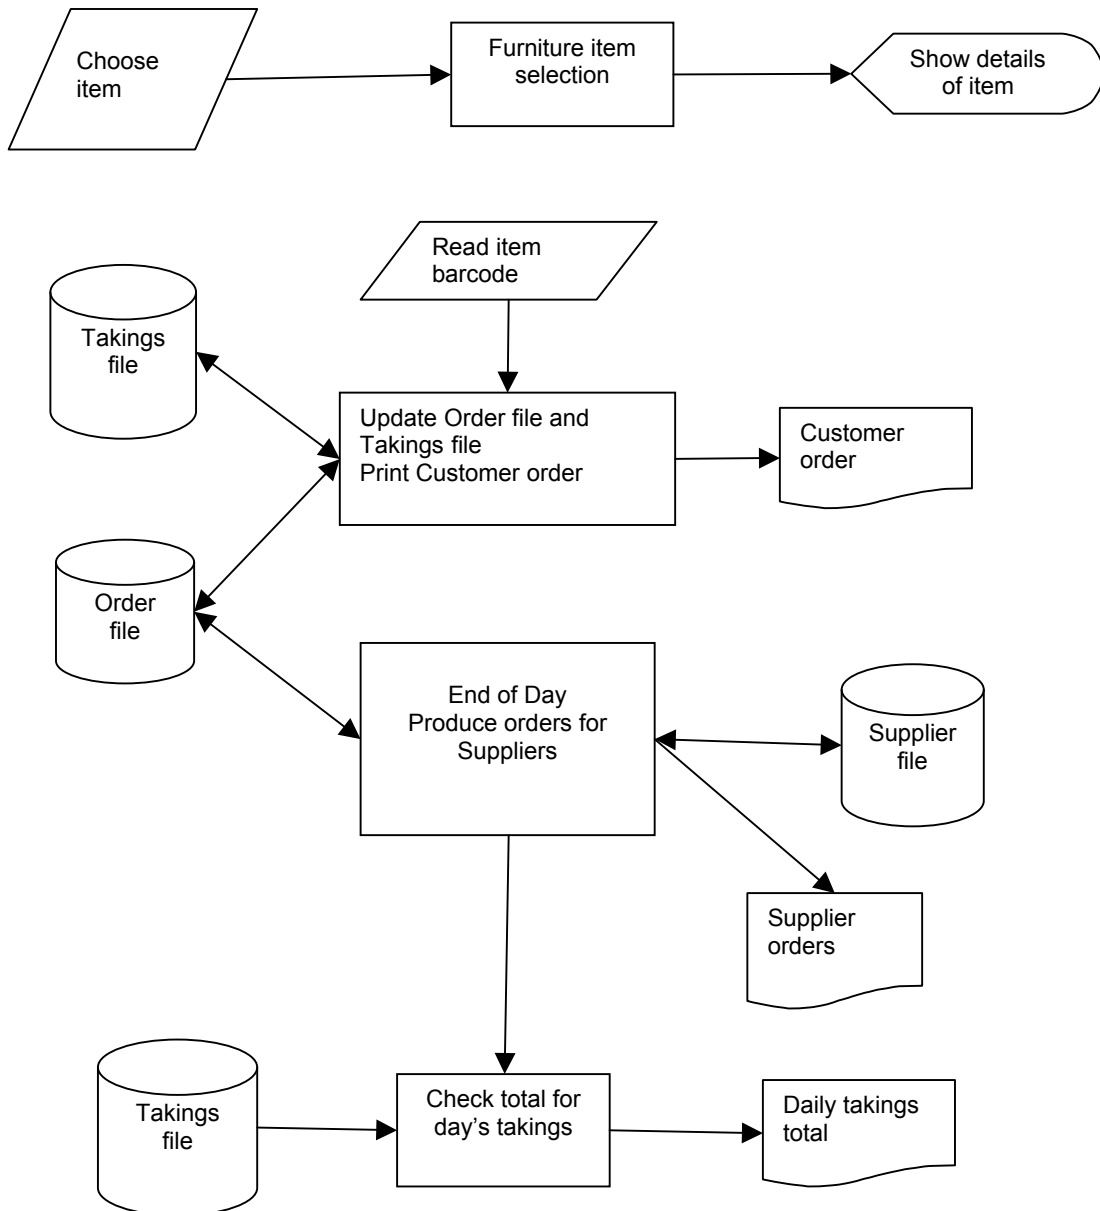 Choose
item
Furniture item
selection
Show details
of item
Read item
barcode
Takings
file
Update Order file and
Takings file
Print Customer order
Customer
order
Order
file
End of Day
Produce orders for
Suppliers
Supplier
file
Supplier
orders
Takings
file
Check total for
day’s takings
Daily takings
total